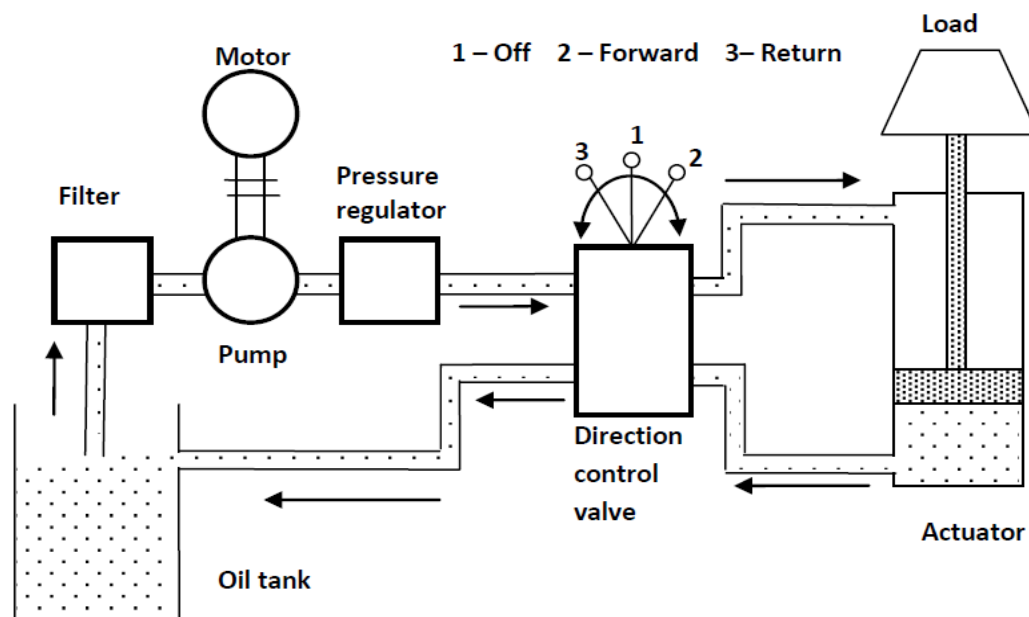 Load
Motor
1 – Off 2 – Forward 3– Return
1
3
2
Filter
Pressure
regulator
Pump
Direction
control
valve
Actuator
Oil tank